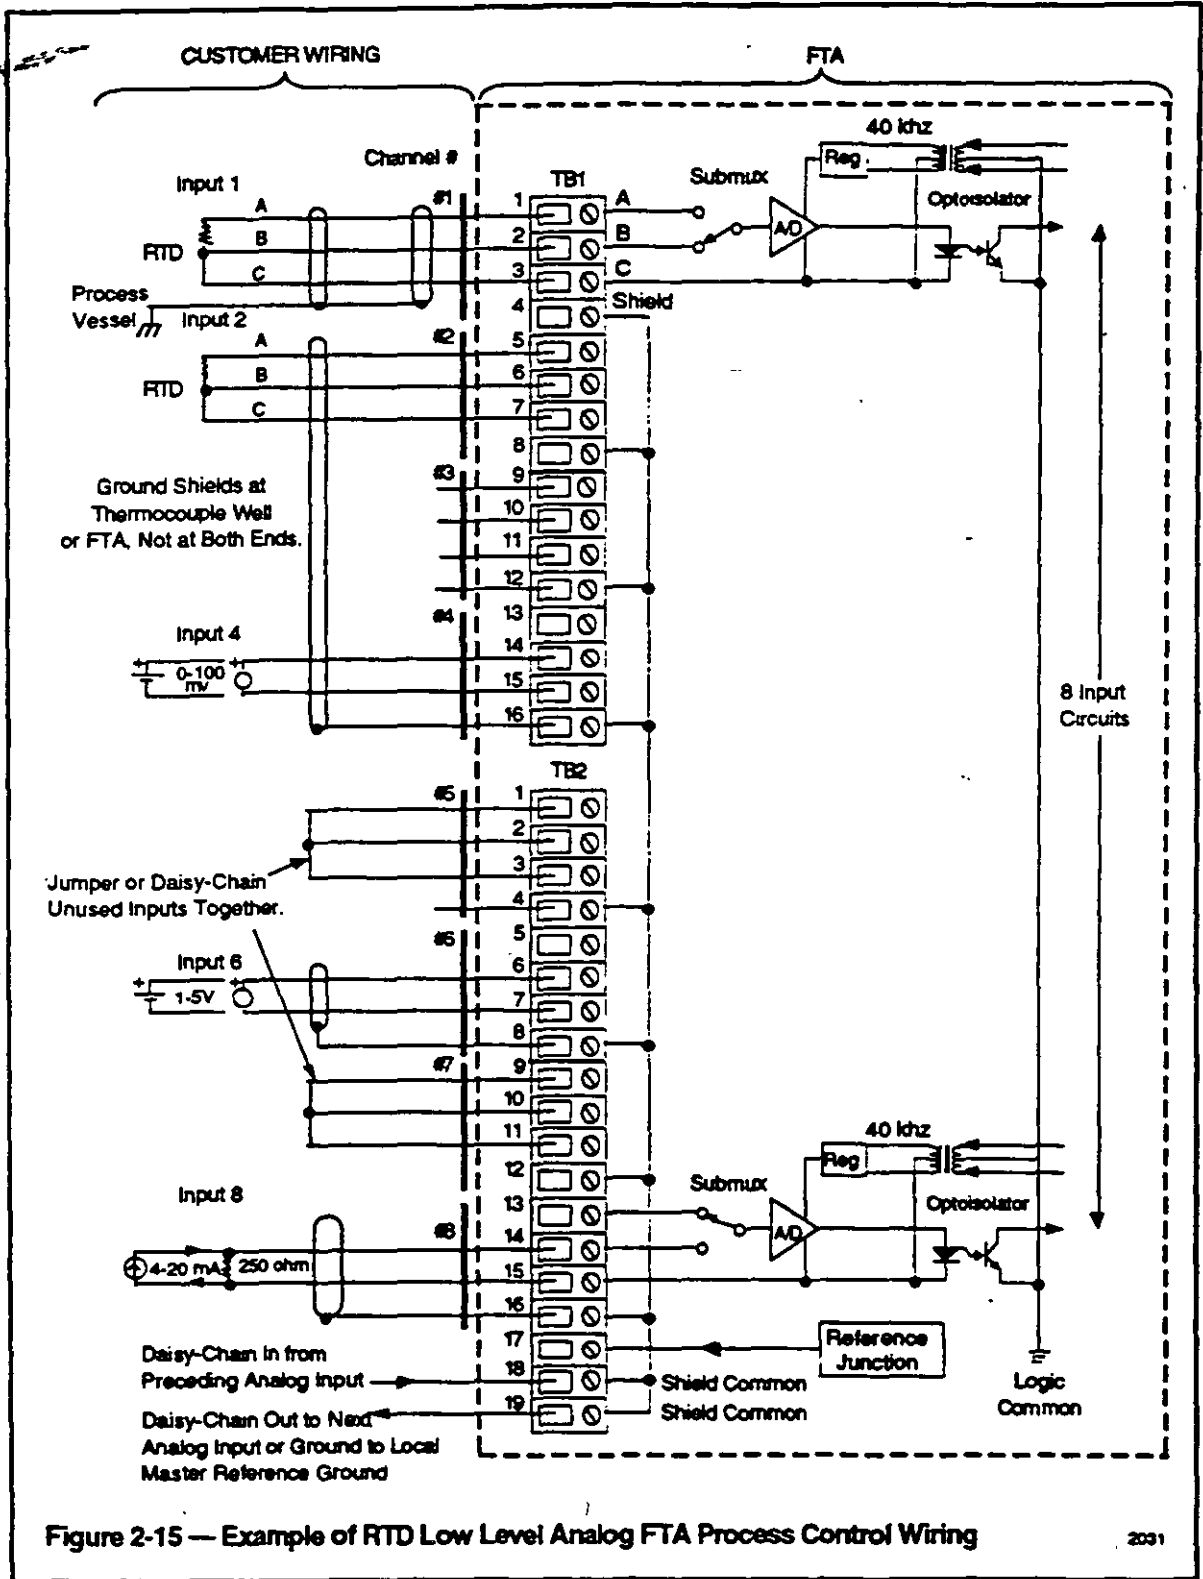 CUSTOMER WIRING
FTA
40 khz
Reg.
Channel #
TB1
Submux
Optoisolator
Input 1
#1
A
B
C
RTD
1
2
3
4
A
B
C
Shield
A/D
Process
Vessel
Input 2
#2
A
B
C
RTD
5
6
7
8
#3
9
10
11
12
Ground Shields at
Thermocouple Well
or FTA, Not at Both Ends.
#4
13
14
15
16
Input 4
+ +
0-100
mv
8 Input
Circuits
TB2
#5
1
2
3
4
Jumper or Daisy-Chain
Unused Inputs Together.
#6
5
6
7
8
Input 6
+ +
1-5V
#7
9
10
11
12
40 khz
Reg
Submux
Optoisolator
A/D
Input 8
#8
13
14
15
16
17
18
19
4-20 mA
250 ohm
Reference
Junction
Daisy-Chain In from
Preceding Analog Input
Shield Common
Shield Common
Logic
Common
Daisy-Chain Out to Next
Analog Input or Ground to Local
Master Reference Ground
Figure 2-15 — Example of RTD Low Level Analog FTA Process Control Wiring
2031